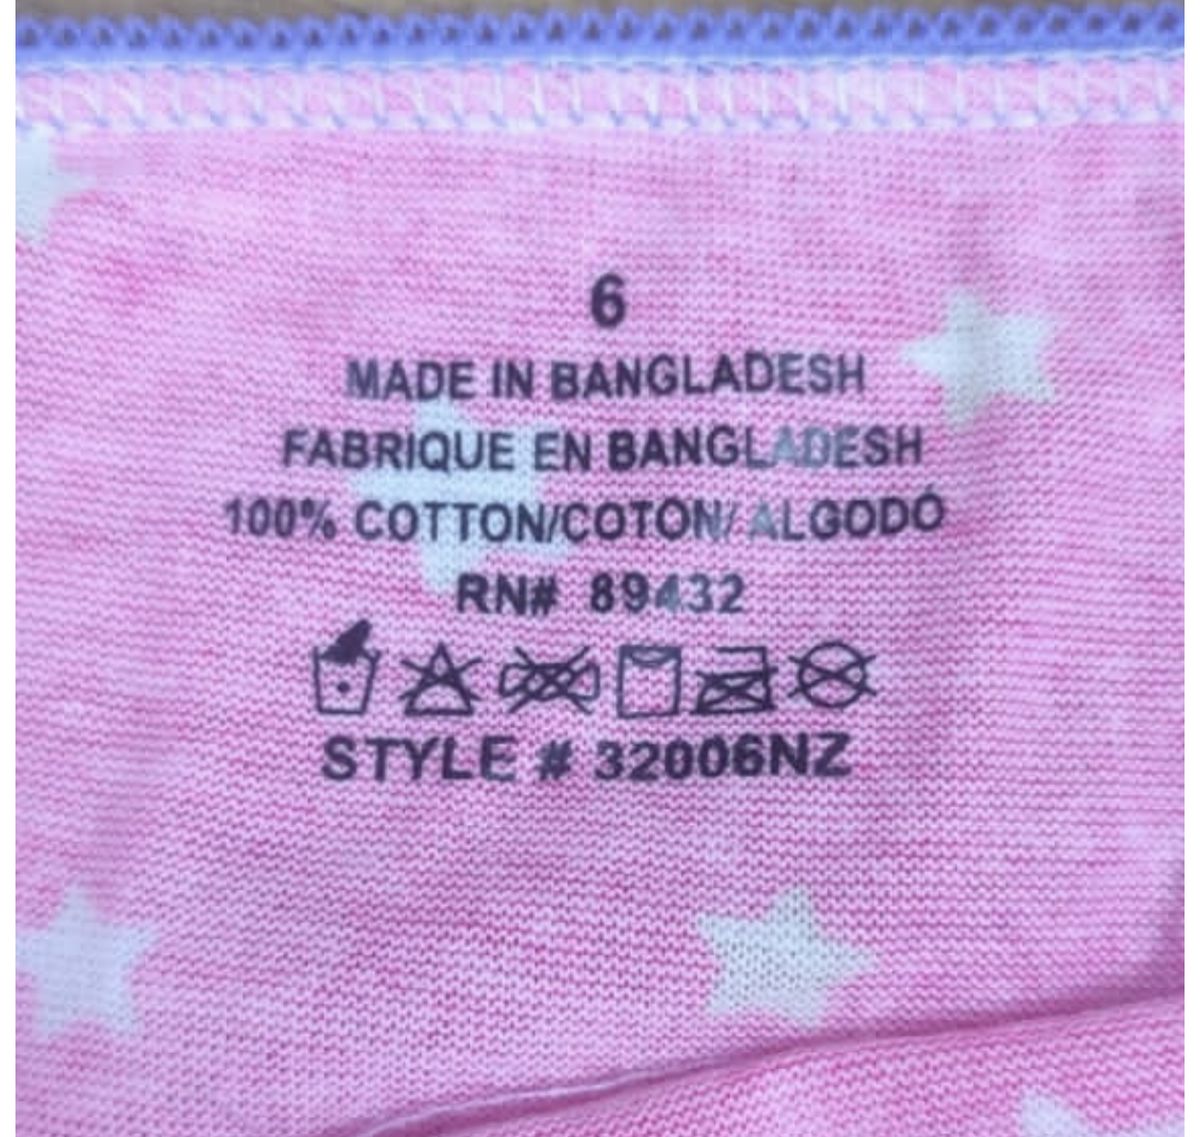 6
MADE IN BANGLADESH
FABRIQUE EN BANGLADESH
100% COTTON/COTON/ ALGODÓ
RN# 89432
STYLE # 32006NZ